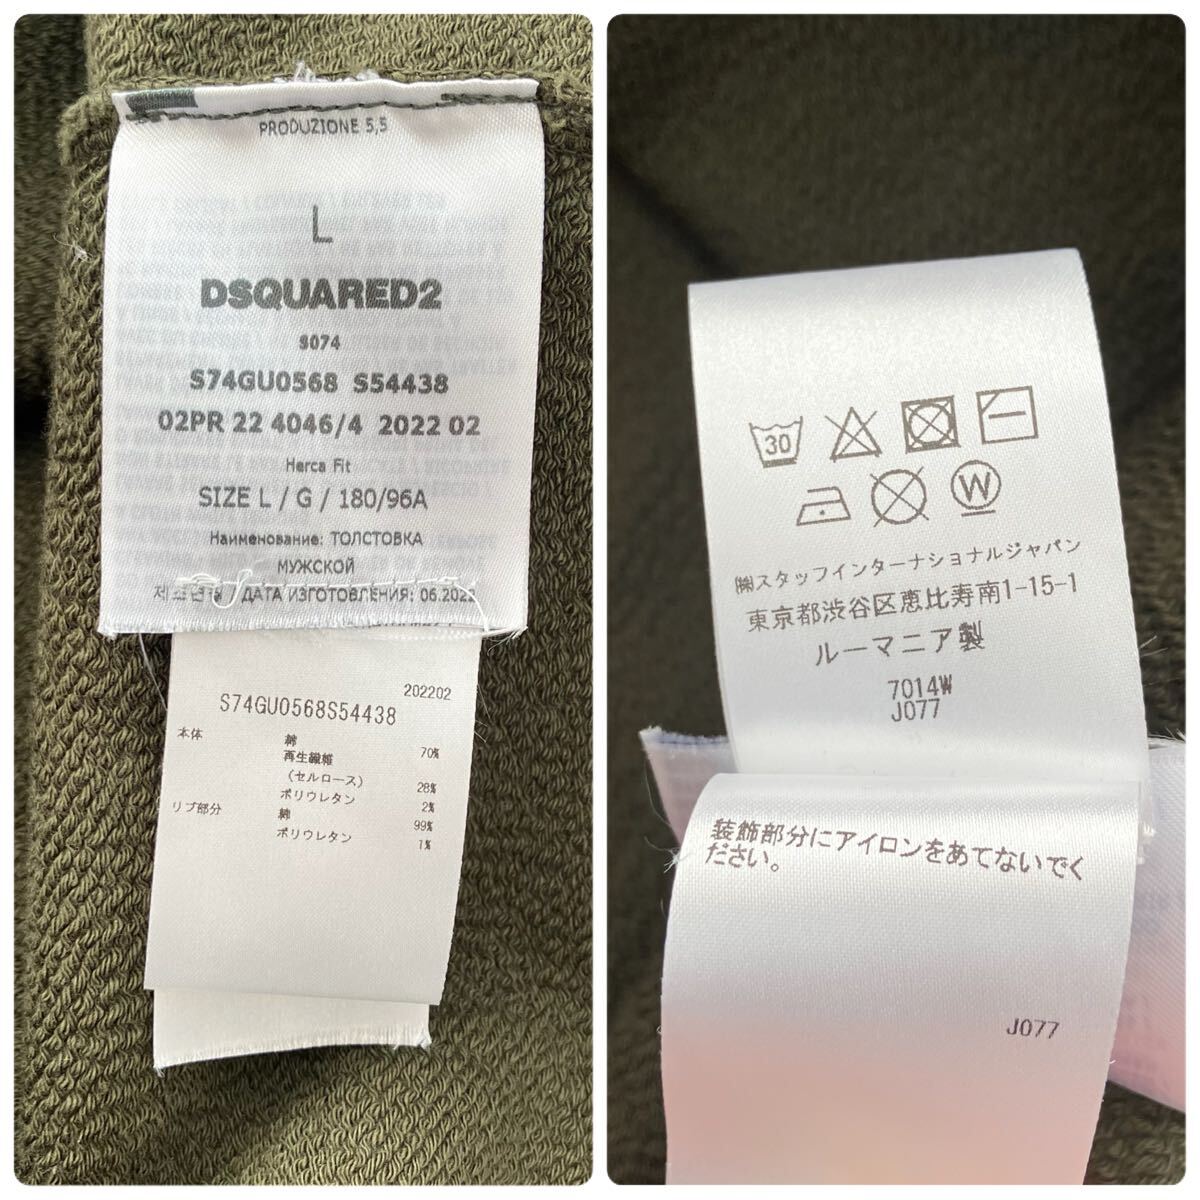 PRODUZIONE 5,5
L
DSQUARED2
S074
S74GU0568 S54438
02PR 22 4046/4 2022 02
Herca Fit
SIZE L / G / 180/96A
Наименование: ТОЛСТОВКА
МУЖСКОЙ
제조연월 / ДАТА ИЗГОТОВЛЕНИЯ: 06.2022
202202
S74GU0568S54438
本体 綿 70%
再生繊維
(セルロース) 28%
ポリウレタン 2%
リブ部分 綿 99%
ポリウレタン 1%
30
W
㈱スタッフインターナショナルジャパン
東京都渋谷区恵比寿南1-15-1
ルーマニア製
7014W
J077
装飾部分にアイロンをあてないでく
ださい。
J077